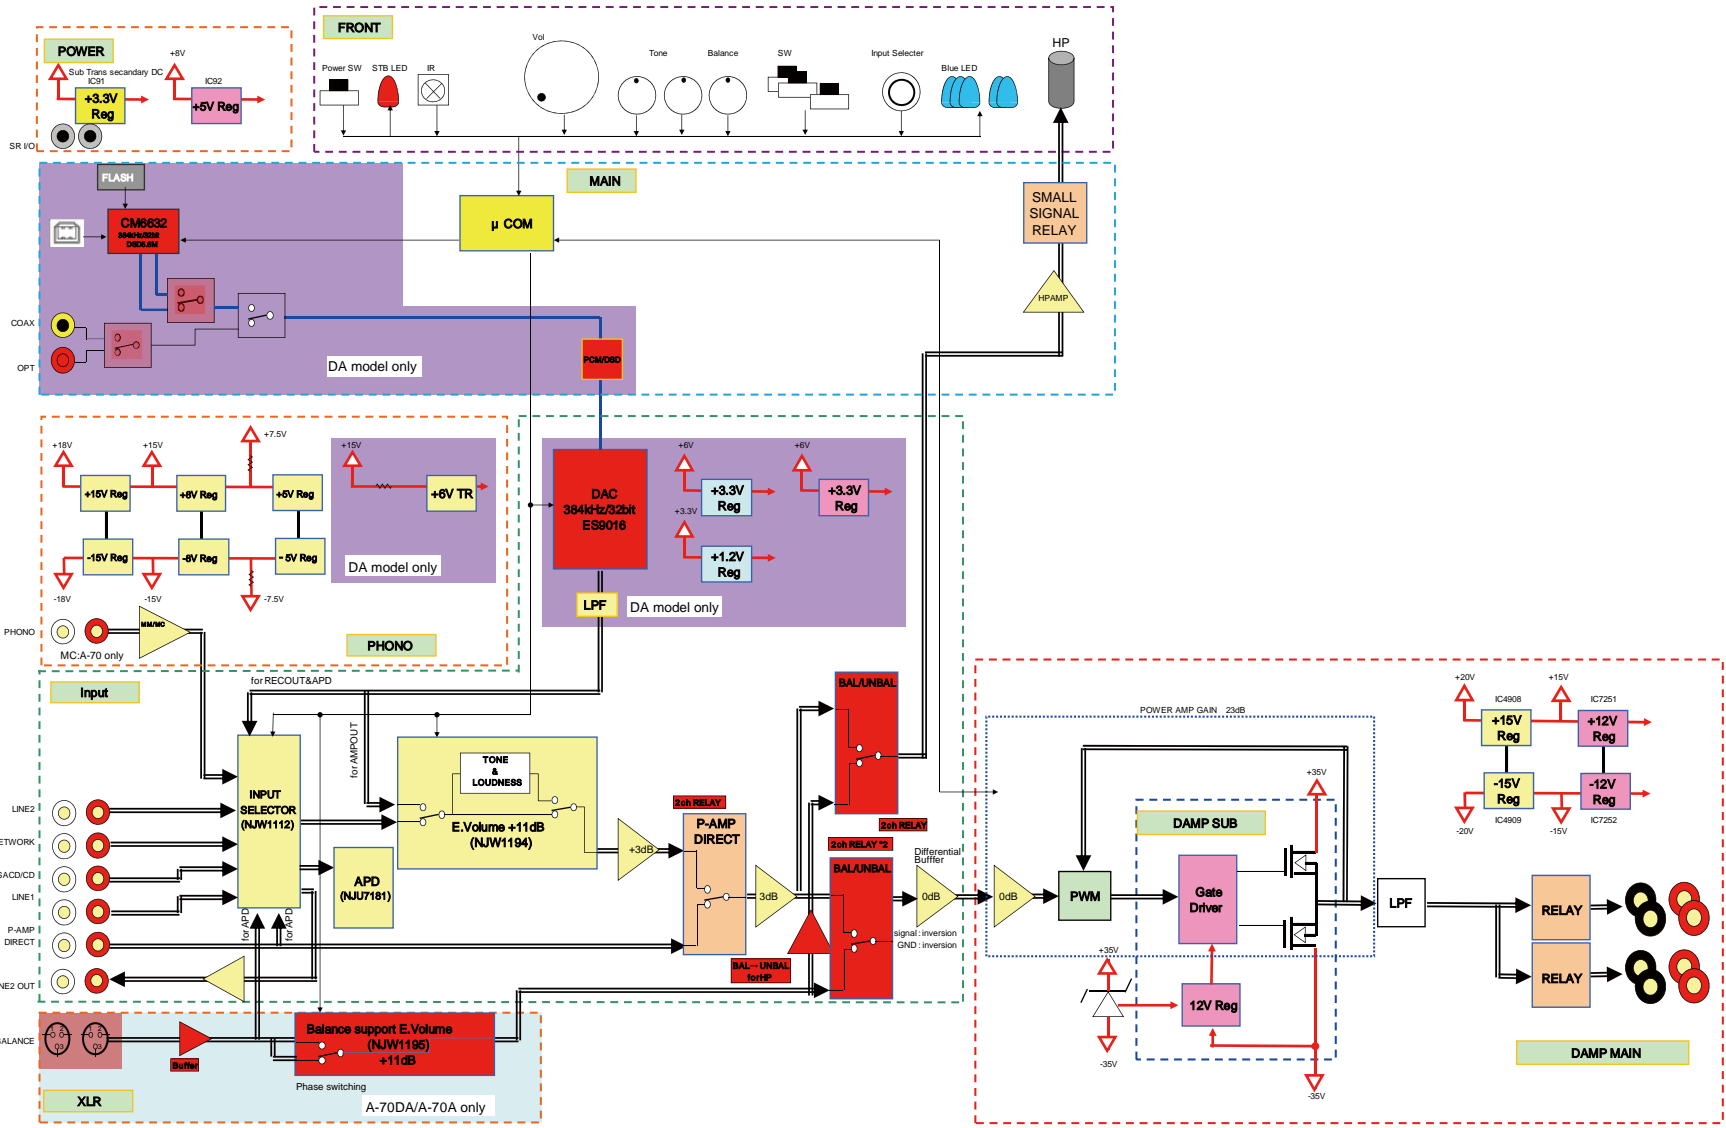 POWER
+8V
Sub Trans secandary DC
IC91
IC92
+3.3V
Reg
+5V Reg
SR I/O
FRONT
Vol
HP
Power SW
STB LED
IR
Tone
Balance
SW
Input Selecter
Blue LED
MAIN
FLASH
CM6632
384kHz/32bit
DSD5.6M
µ COM
SMALL
SIGNAL
RELAY
HPAMP
COAX
OPT
PCM/DSD
DA model only
+18V
+15V
+7.5V
+15V
+15V Reg
+8V Reg
+5V Reg
+6V TR
-15V Reg
-8V Reg
- 5V Reg
DA model only
-18V
-15V
-7.5V
PHONO
MM/MC
MC:A-70 only
PHONO
DAC
384kHz/32bit
ES9016
+6V
+6V
+3.3V
Reg
+3.3V
Reg
+3.3V
+1.2V
Reg
LPF
DA model only
Input
for RECOUT&APD
for AMPOUT
INPUT
SELECTOR
(NJW1112)
TONE
&
LOUDNESS
E.Volume +11dB
(NJW1194)
APD
(NJU7181)
for APD
for APD
LINE2
ETWORK
SACD/CD
LINE1
P-AMP
DIRECT
NE2 OUT
+3dB
2ch RELAY
P-AMP
DIRECT
3dB
BAL/UNBAL
2ch RELAY
2ch RELAY *2
BAL/UNBAL
BAL→UNBAL
forHP
Differential
Bufffer
0dB
signal : inversion
GND : inversion
ALANCE
Buffer
Balance support E.Volume
(NJW1195)
+11dB
Phase switching
XLR
A-70DA/A-70A only
POWER AMP GAIN 23dB
0dB
PWM
DAMP SUB
Gate
Driver
+35V
+35V
12V Reg
-35V
-35V
LPF
+20V
IC4908
+15V
IC7251
+15V
Reg
+12V
Reg
-15V
Reg
-12V
Reg
-20V
IC4909
-15V
IC7252
RELAY
RELAY
DAMP MAIN